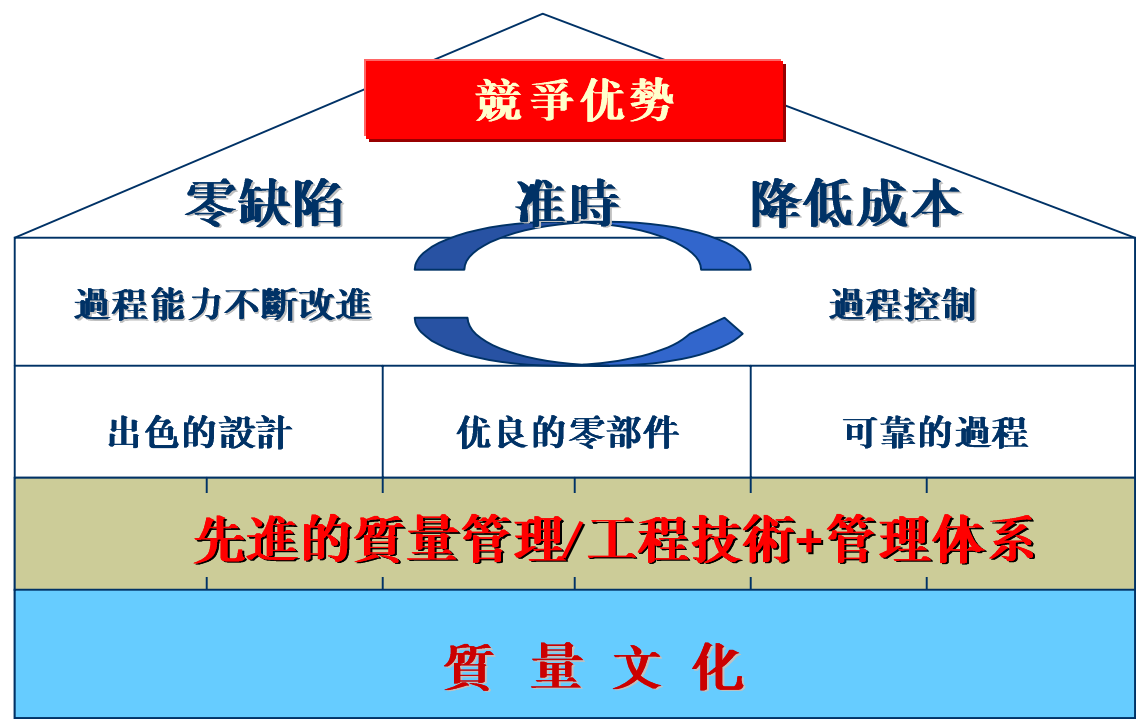 競爭优勢
零缺陷 准時 降低成本
過程能力不斷改進 過程控制
出色的設計 优良的零部件 可靠的過程
先進的質量管理/工程技術+管理体系
質 量 文 化